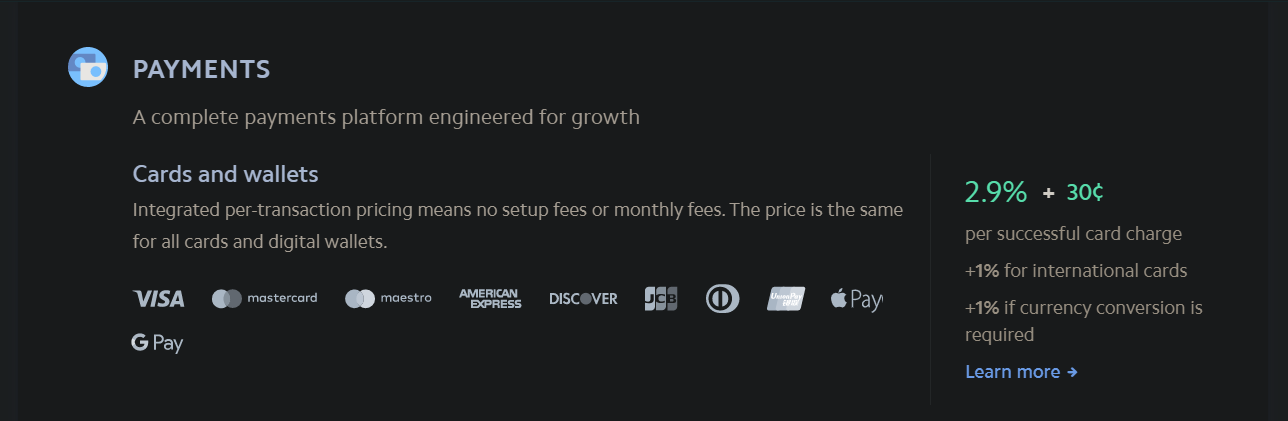 PAYMENTS
A complete payments platform engineered for growth
Cards and wallets
Integrated per-transaction pricing means no setup fees or monthly fees. The price is the same
for all cards and digital wallets.
VISA mastercard maestro AMERICAN EXPRESS DISCOVER JCB UnionPay Pay
G Pay
2.9% + 30¢
per successful card charge
+1% for international cards
+1% if currency conversion is
required
Learn more →